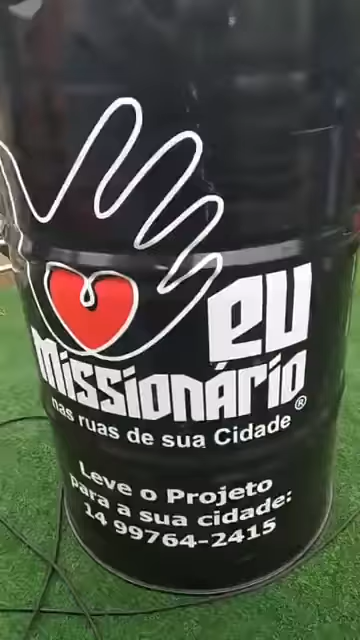 eu
missionário
nas ruas de sua Cidade ®
Leve o Projeto
para a sua cidade:
14 99764-2415